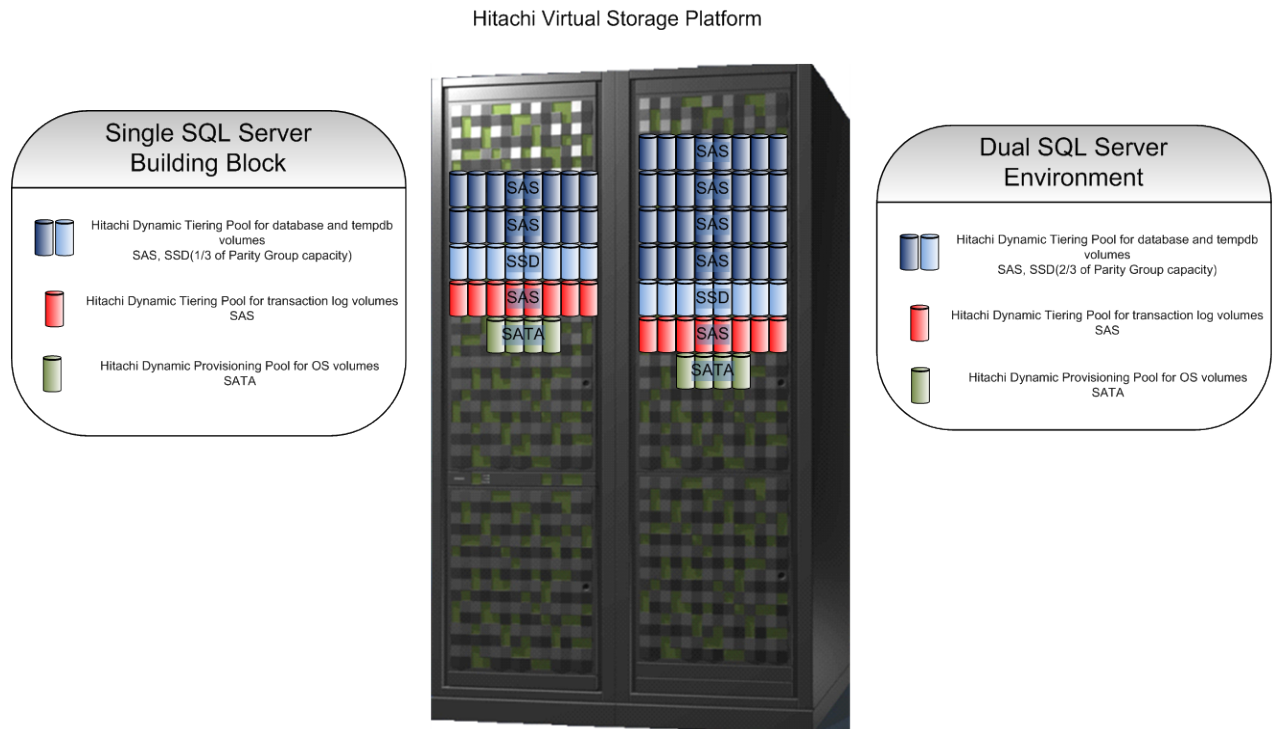 Hitachi Virtual Storage Platform
Single SQL Server
Building Block
Hitachi Dynamic Tiering Pool for database and tempdb
volumes
SAS, SSD(1/3 of Parity Group capacity)
Hitachi Dynamic Tiering Pool for transaction log volumes
SAS
Hitachi Dynamic Provisioning Pool for OS volumes
SATA
SAS
SAS
SSD
SAS
SATA
SAS
SAS
SAS
SAS
SSD
SAS
SATA
Dual SQL Server
Environment
Hitachi Dynamic Tiering Pool for database and tempdb
volumes
SAS, SSD(2/3 of Parity Group capacity)
Hitachi Dynamic Tiering Pool for transaction log volumes
SAS
Hitachi Dynamic Provisioning Pool for OS volumes
SATA